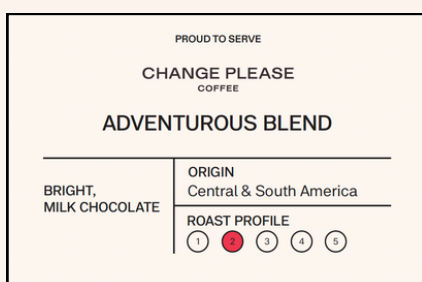 PROUD TO SERVE
CHANGE PLEASE
COFFEE
ADVENTUROUS BLEND
BRIGHT,
MILK CHOCOLATE
ORIGIN
Central & South America
ROAST PROFILE
1 2 3 4 5